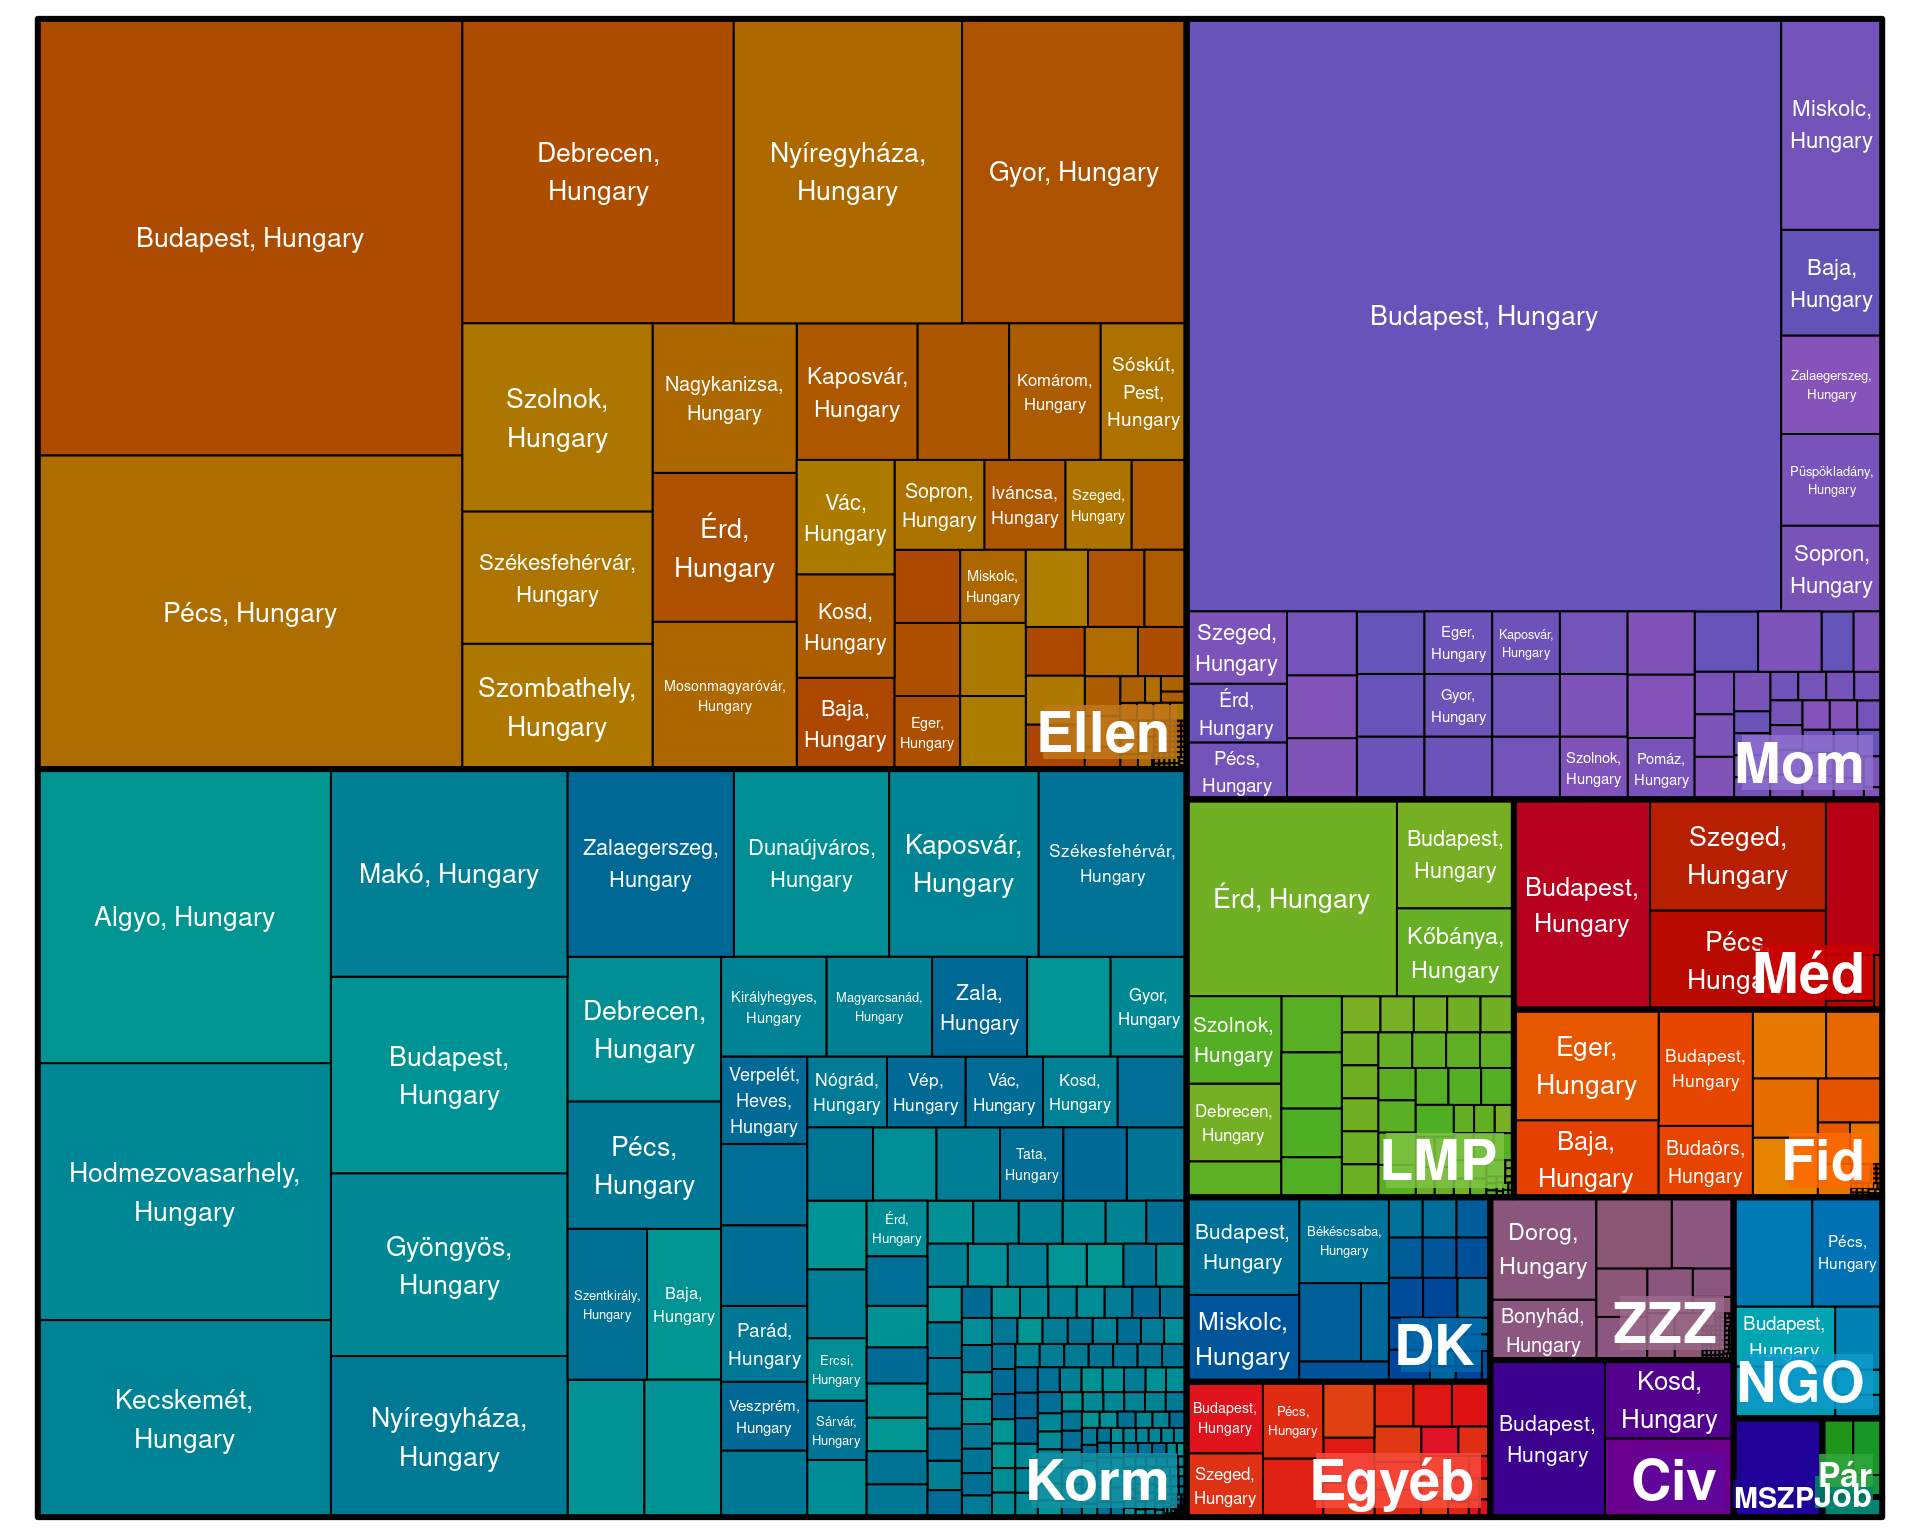 Budapest, Hungary
Debrecen,
Hungary
Nyíregyháza,
Hungary
Gyor, Hungary
Pécs, Hungary
Szolnok,
Hungary
Székesfehérvár,
Hungary
Szombathely,
Hungary
Nagykanizsa,
Hungary
Érd,
Hungary
Mosonmagyaróvár,
Hungary
Kaposvár,
Hungary
Komárom,
Hungary
Sóskút,
Pest,
Hungary
Vác,
Hungary
Sopron,
Hungary
Iváncsa,
Hungary
Szeged,
Hungary
Kosd,
Hungary
Miskolc,
Hungary
Baja,
Hungary
Eger,
Hungary
Ellen
Budapest, Hungary
Miskolc,
Hungary
Baja,
Hungary
Zalaegerszeg,
Hungary
Püspökladány,
Hungary
Sopron,
Hungary
Szeged,
Hungary
Érd,
Hungary
Pécs,
Hungary
Eger,
Hungary
Kaposvár,
Hungary
Gyor,
Hungary
Szolnok,
Hungary
Pomáz,
Hungary
Mom
Algyo, Hungary
Hodmezovasarhely,
Hungary
Kecskemét,
Hungary
Makó, Hungary
Budapest,
Hungary
Gyöngyös,
Hungary
Nyíregyháza,
Hungary
Zalaegerszeg,
Hungary
Dunaújváros,
Hungary
Kaposvár,
Hungary
Székesfehérvár,
Hungary
Debrecen,
Hungary
Pécs,
Hungary
Szentkirály,
Hungary
Baja,
Hungary
Királyhegyes,
Hungary
Magyarcsanád,
Hungary
Zala,
Hungary
Gyor,
Hungary
Verpelét,
Heves,
Hungary
Nógrád,
Hungary
Vép,
Hungary
Vác,
Hungary
Kosd,
Hungary
Tata,
Hungary
Érd,
Hungary
Parád,
Hungary
Veszprém,
Hungary
Ercsi,
Hungary
Sárvár,
Hungary
Korm
Érd, Hungary
Budapest,
Hungary
Kőbánya,
Hungary
Szolnok,
Hungary
Debrecen,
Hungary
LMP
Budapest,
Hungary
Szeged,
Hungary
Pécs,
Hunga
Méd
Eger,
Hungary
Baja,
Hungary
Budapest,
Hungary
Budaörs,
Hungary
Fid
Budapest,
Hungary
Békéscsaba,
Hungary
Miskolc,
Hungary
DK
Dorog,
Hungary
Bonyhád,
Hungary
ZZZ
Pécs,
Hungary
Budapest,
Hungary
NGO
Budapest,
Hungary
Pécs,
Hungary
Szeged,
Hungary
Egyéb
Budapest,
Hungary
Kosd,
Hungary
Civ
MSZP
Pár
Job